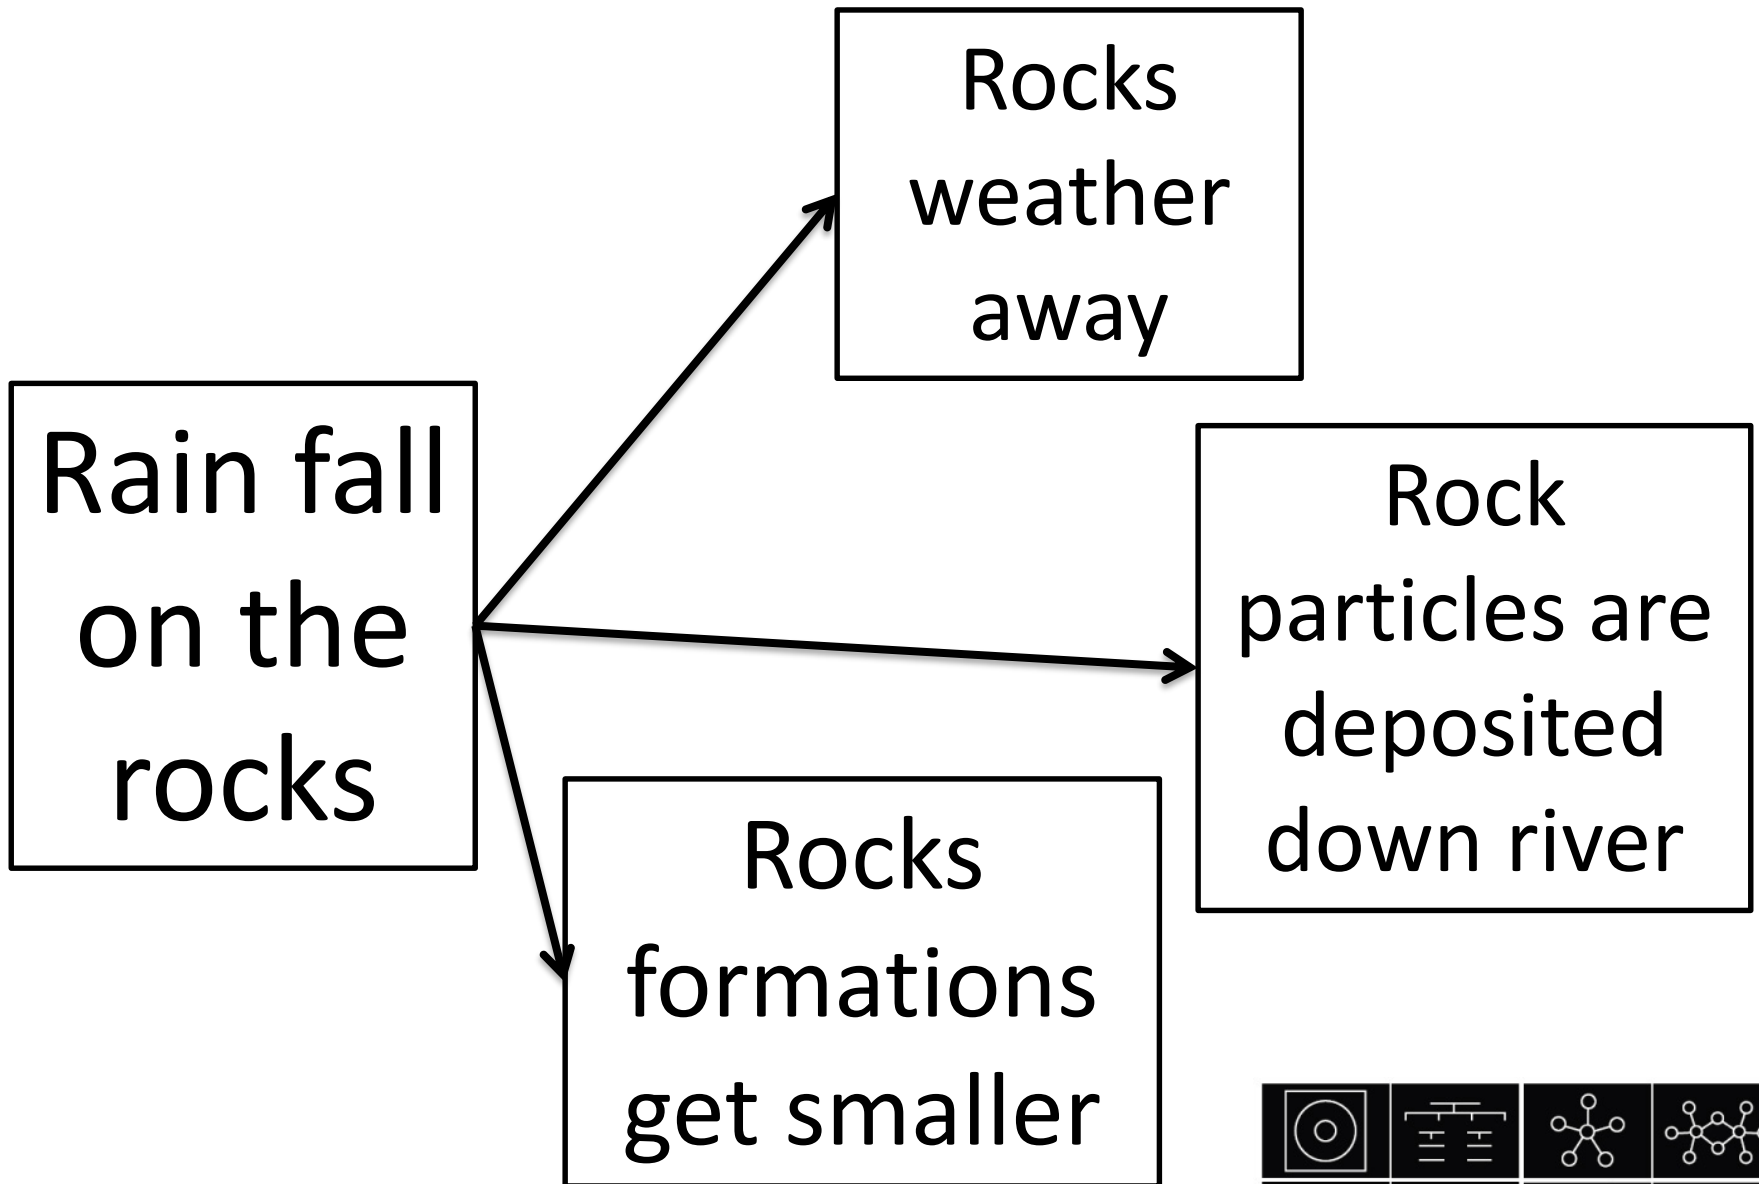 Rocks
weather
away
Rain fall
on the
rocks
Rock
particles are
deposited
down river
Rocks
formations
get smaller